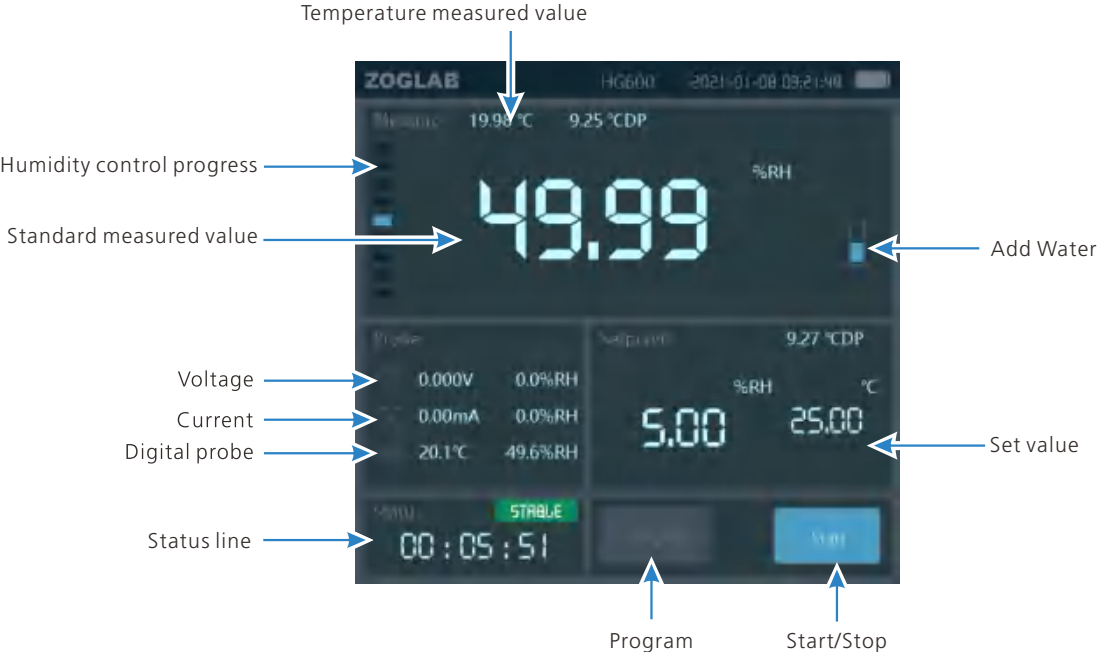 Temperature measured value
ZOGLAB HG600 2021-01-08 09:21:49
19.98 ℃ 9.25 ℃DP
Humidity control progress
%RH
49.99
Standard measured value
Add Water
9.27 ℃DP
Voltage
0.000V 0.0%RH
%RH ℃
Current
0.00mA 0.0%RH
5.00 25.00
Digital probe
20.1℃ 49.6%RH
Set value
STABLE
Status line
00:05:51
Program Start/Stop